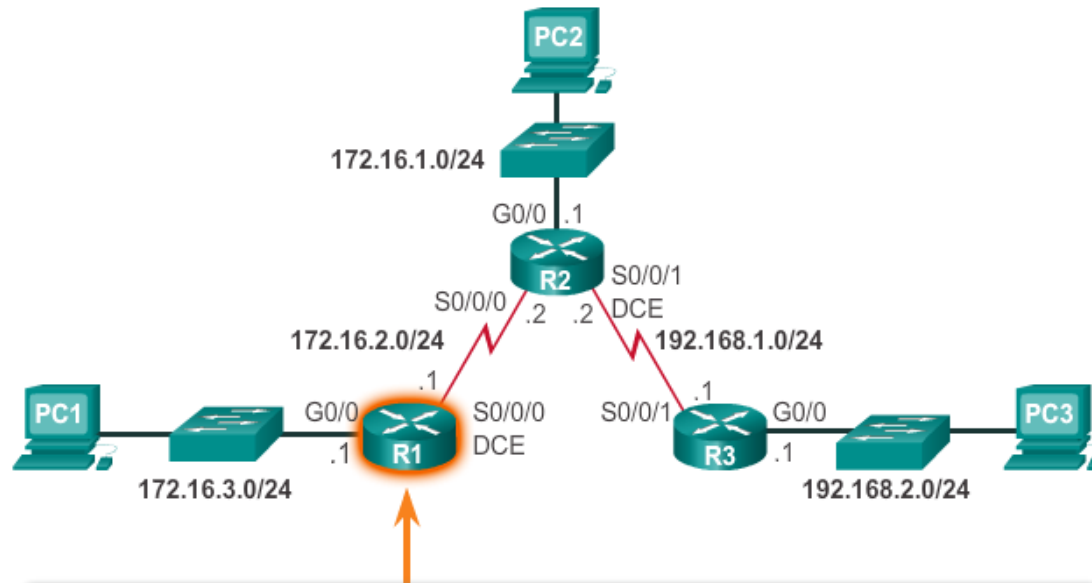 PC2
172.16.1.0/24
G0/0 .1
R2
S0/0/1
DCE
S0/0/0
.2 .2
172.16.2.0/24
192.168.1.0/24
.1
.1
PC1
G0/0
S0/0/0
DCE
.1
R1
172.16.3.0/24
S0/0/1
G0/0
R3
.1
PC3
192.168.2.0/24